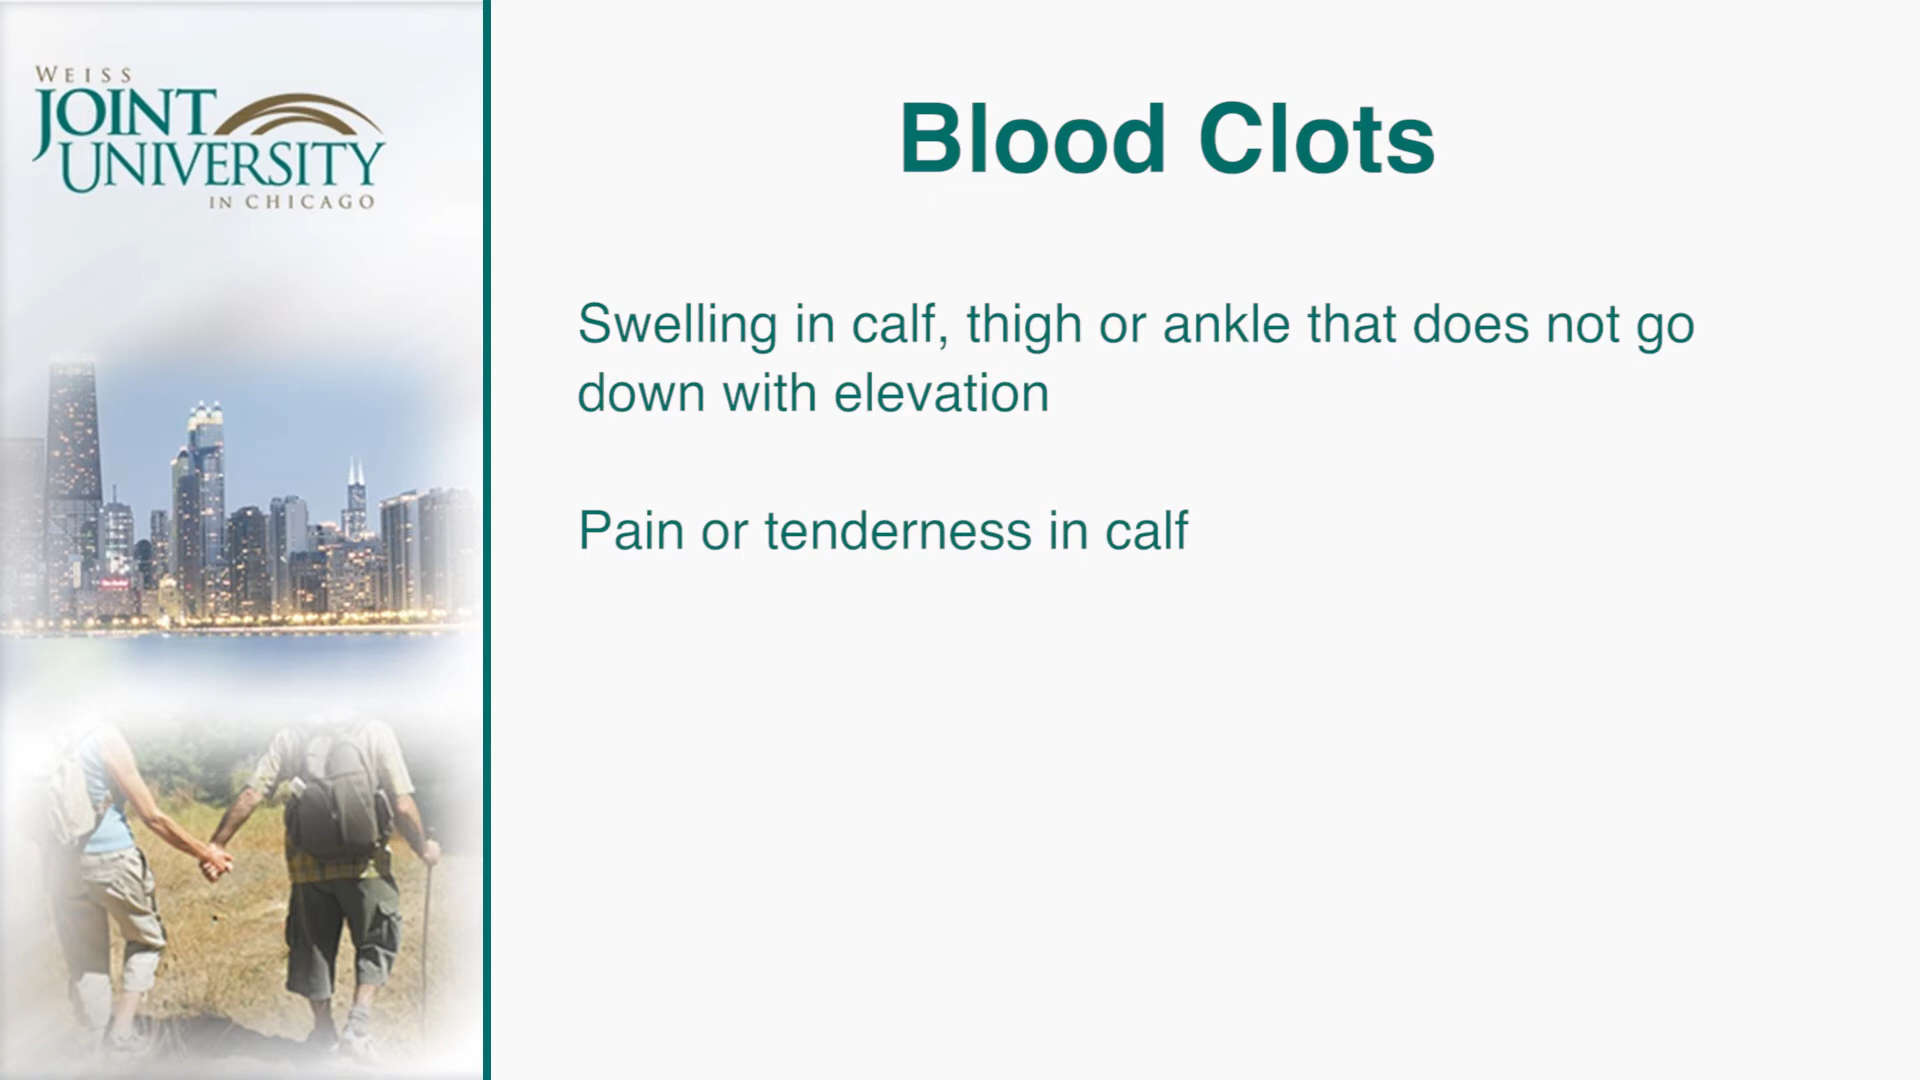 WEISS
JOINT
UNIVERSITY
IN CHICAGO
Blood Clots
Swelling in calf, thigh or ankle that does not go
down with elevation
Pain or tenderness in calf